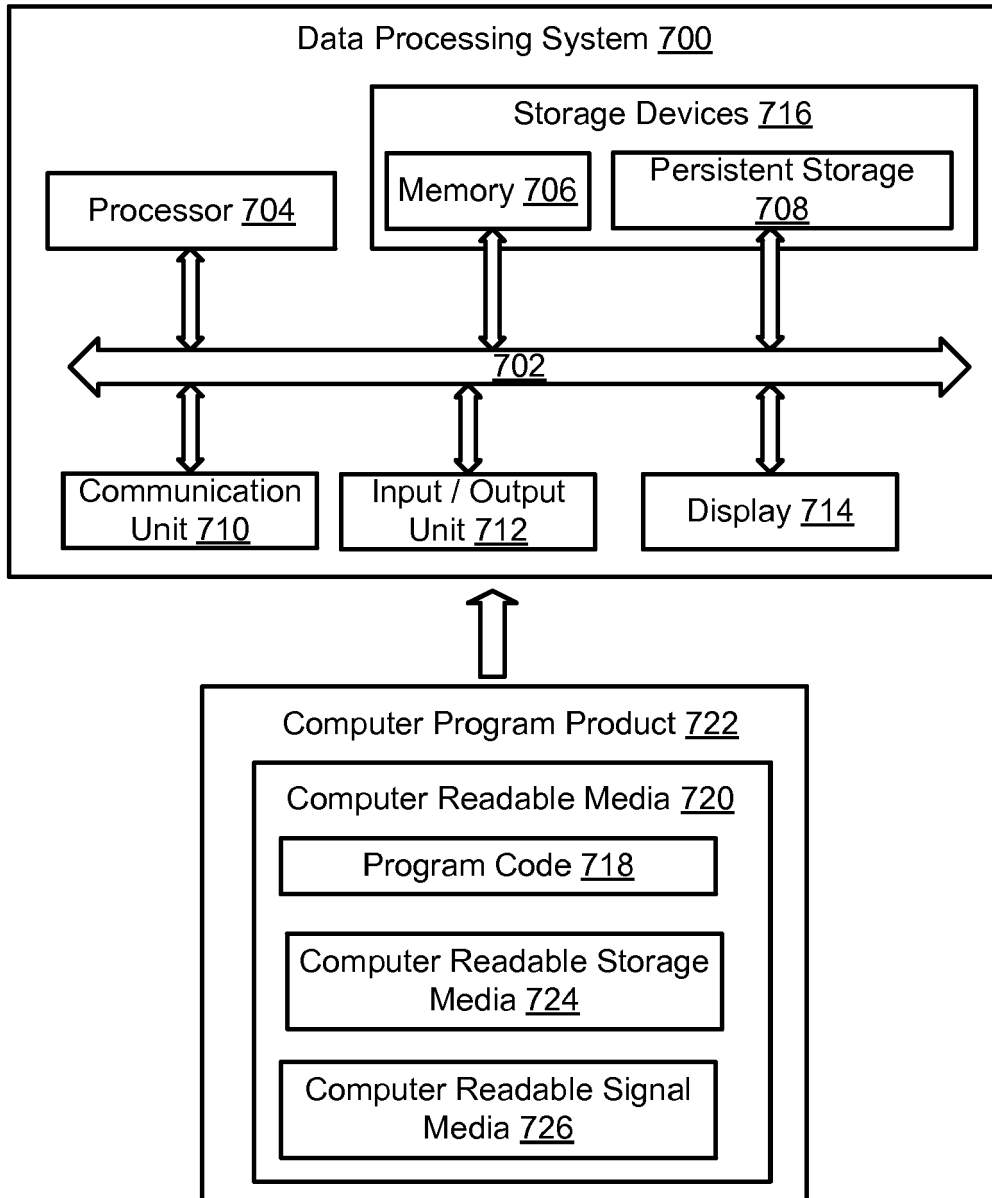 Data Processing System 700
Storage Devices 716
Memory 706
Persistent Storage
708
Processor 704
702
Communication
Unit 710
Input / Output
Unit 712
Display 714
Computer Program Product 722
Computer Readable Media 720
Program Code 718
Computer Readable Storage
Media 724
Computer Readable Signal
Media 726